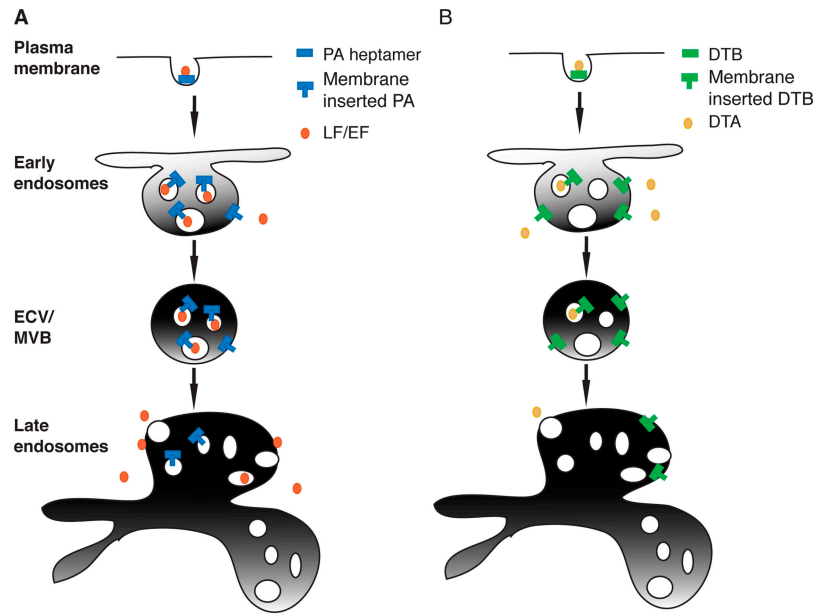 A
Plasma
membrane
PA heptamer
Membrane
inserted PA
LF/EF
Early
endosomes
ECV/
MVB
Late
endosomes
B
DTB
Membrane
inserted DTB
DTA